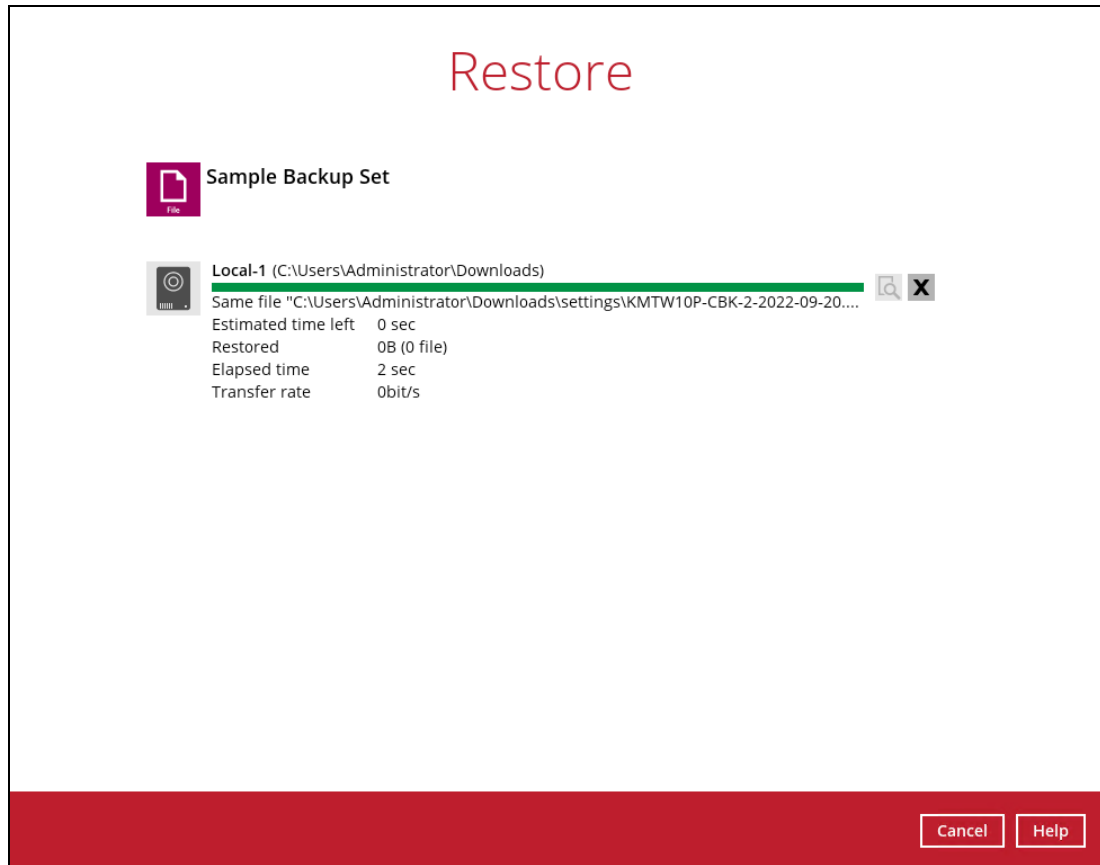 Restore
Sample Backup Set
File
Local-1 (C:\Users\Administrator\Downloads)
X
Same file "C:\Users\Administrator\Downloads\settings\KMTW10P-CBK-2-2022-09-20....
Estimated time left 0 sec
Restored 0B (0 file)
Elapsed time 2 sec
Transfer rate 0bit/s
Cancel Help